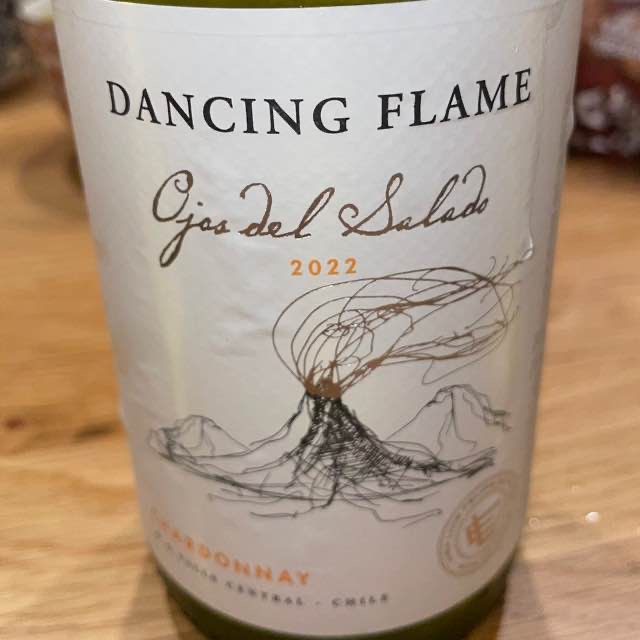 DANCING FLAME
Ojos del Salado
2022
CHARDONNAY
CENTRAL - CHILE